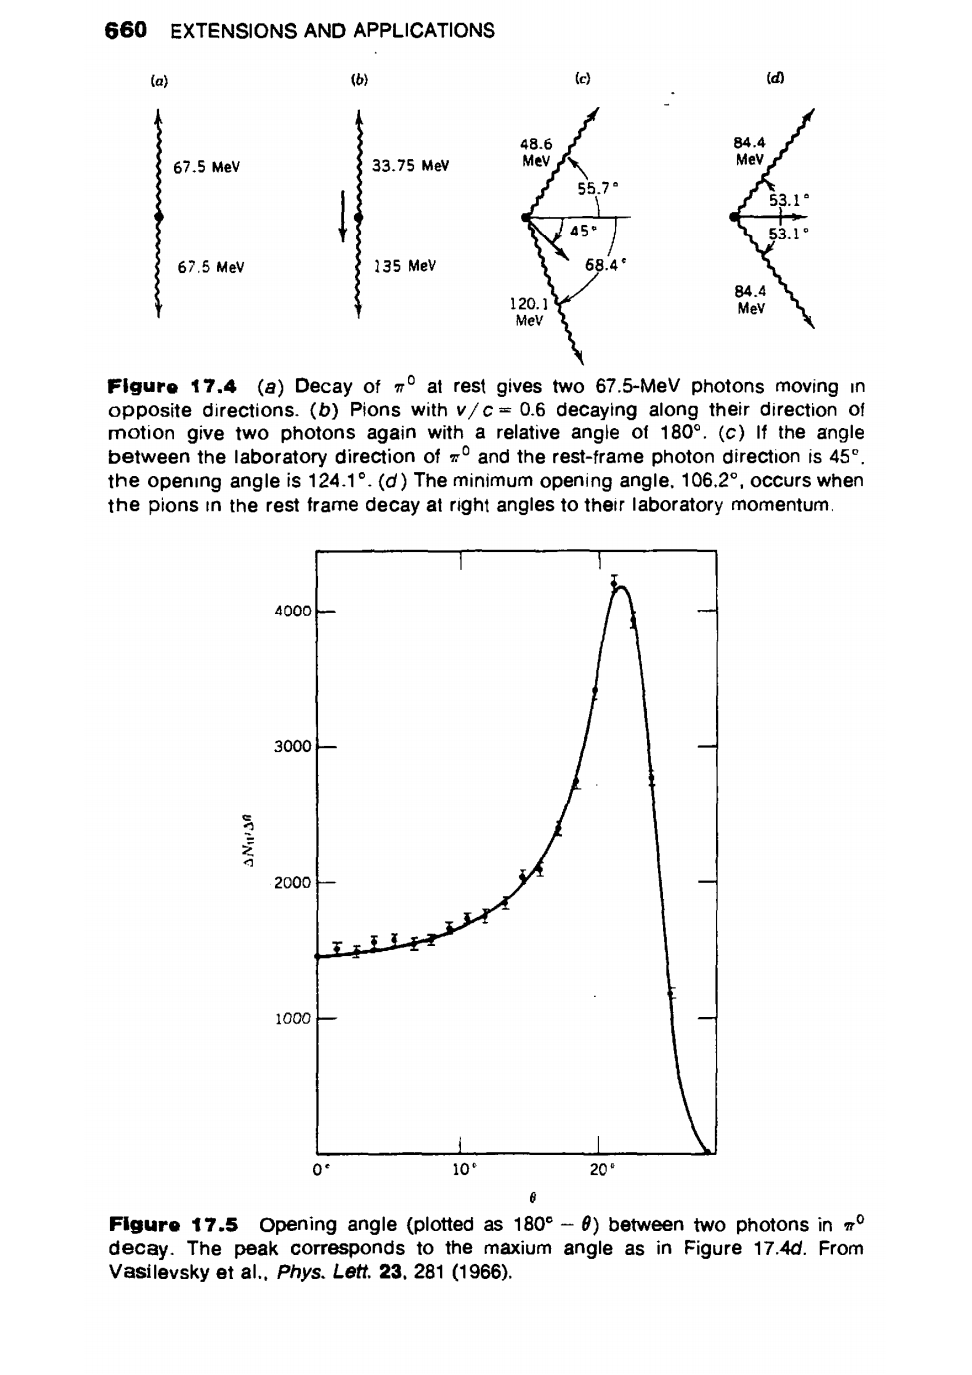 660 EXTENSIONS AND APPLICATIONS
(a) (b) (c) (d)
67.5 MeV
67.5 MeV
33.75 MeV
135 MeV
48.6
MeV
55.7°
45°
68.4°
120.1
MeV
84.4
MeV
53.1°
53.1°
84.4
MeV
Figure 17.4 (a) Decay of π⁰ at rest gives two 67.5-MeV photons moving in
opposite directions. (b) Pions with v/c = 0.6 decaying along their direction of
motion give two photons again with a relative angle of 180°. (c) If the angle
between the laboratory direction of π⁰ and the rest-frame photon direction is 45°,
the opening angle is 124.1°. (d) The minimum opening angle, 106.2°, occurs when
the pions in the rest frame decay at right angles to their laboratory momentum.
4000
3000
2000
1000
0° 10° 20°
θ
Figure 17.5 Opening angle (plotted as 180° − θ) between two photons in π⁰
decay. The peak corresponds to the maxium angle as in Figure 17.4d. From
Vasilevsky et al., Phys. Lett. 23, 281 (1966).